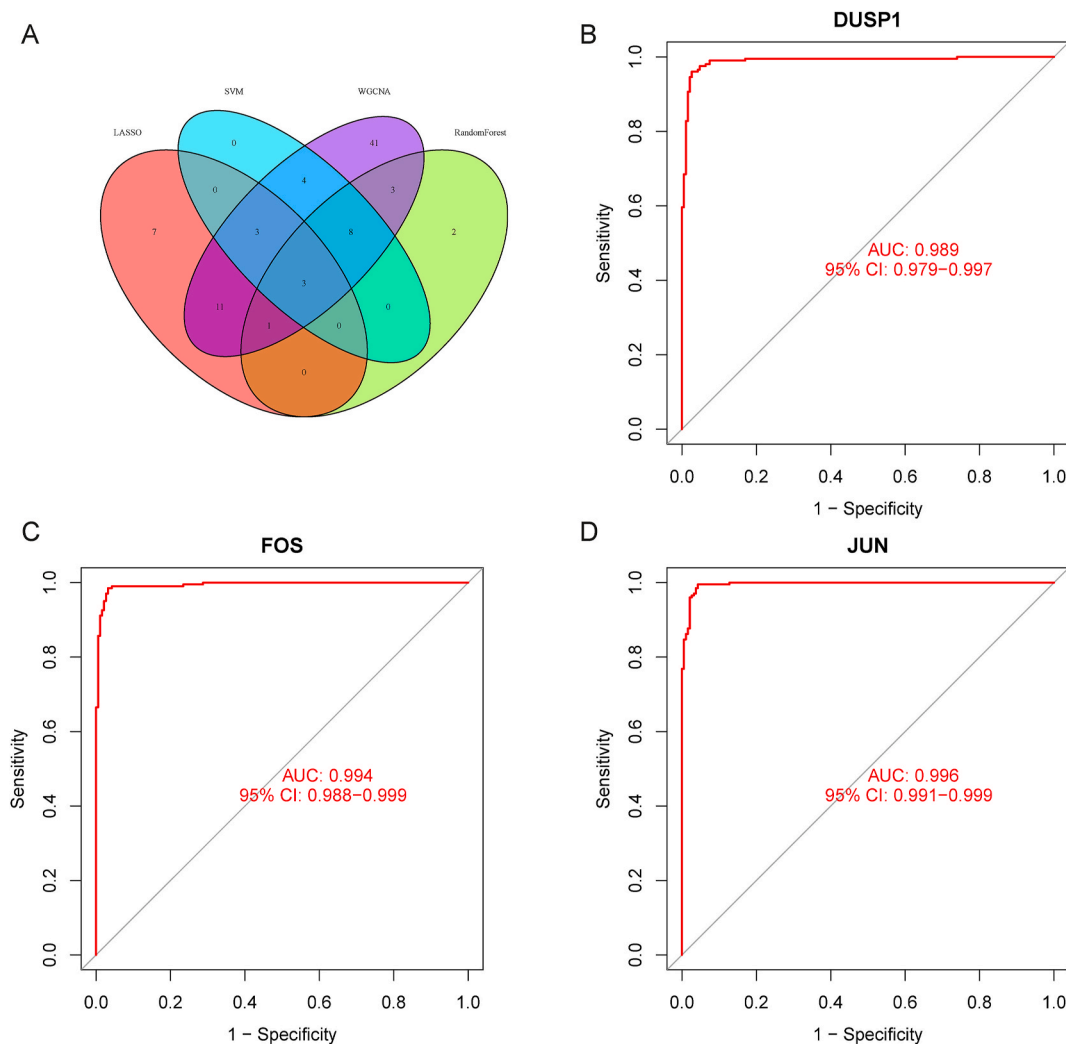 A
SVM
WGCNA
LASSO
RandomForest
0
41
0
4
3
7
3
8
2
3
11
1
0
0
0
B
DUSP1
Sensitivity
1.0
0.8
0.6
0.4
0.2
0.0
AUC: 0.989
95% CI: 0.979−0.997
0.0 0.2 0.4 0.6 0.8 1.0
1 − Specificity
C
FOS
Sensitivity
1.0
0.8
0.6
0.4
0.2
0.0
AUC: 0.994
95% CI: 0.988−0.999
0.0 0.2 0.4 0.6 0.8 1.0
1 − Specificity
D
JUN
Sensitivity
1.0
0.8
0.6
0.4
0.2
0.0
AUC: 0.996
95% CI: 0.991−0.999
0.0 0.2 0.4 0.6 0.8 1.0
1 − Specificity